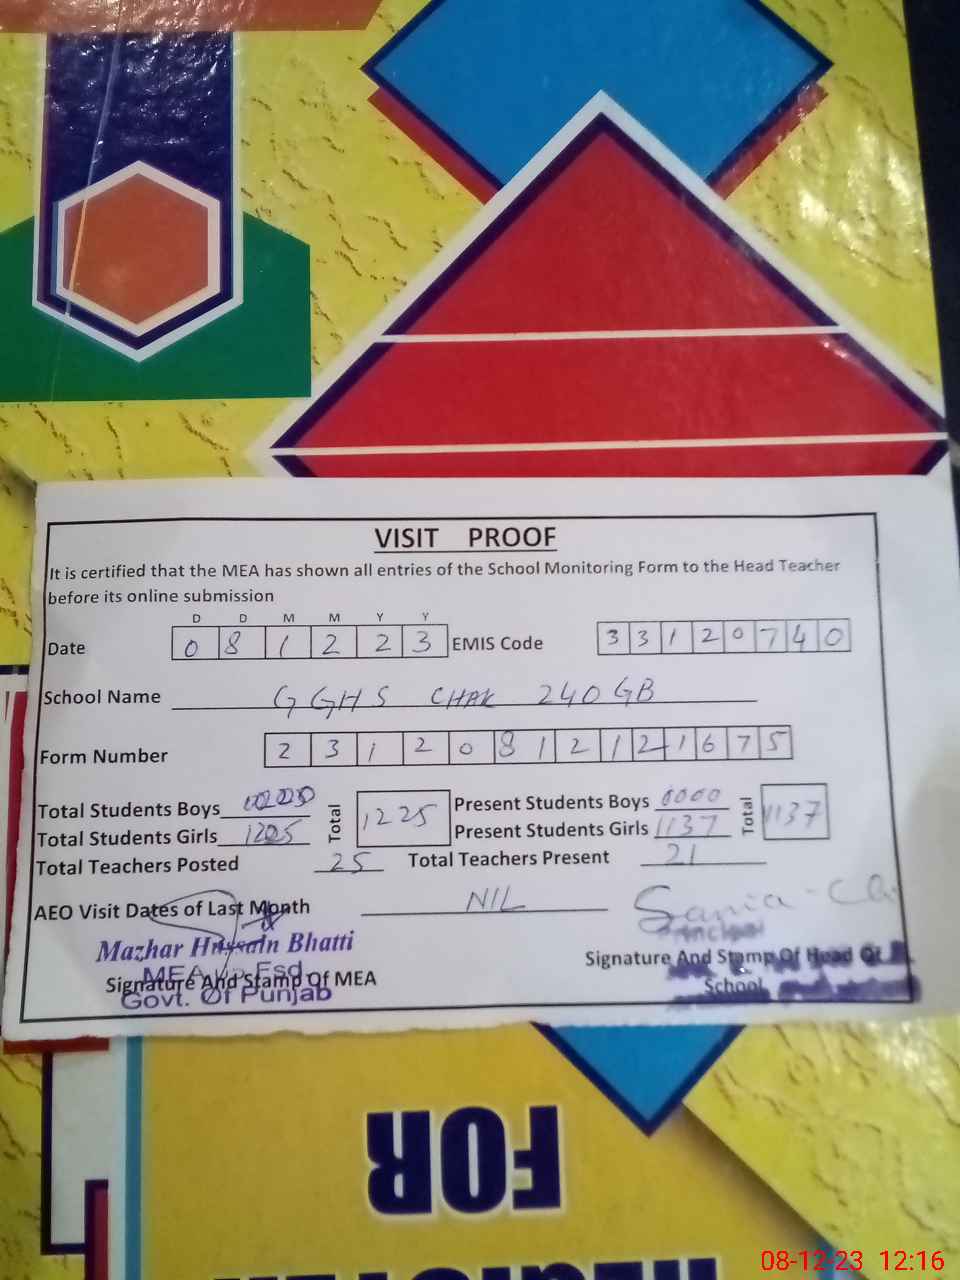 VISIT PROOF
It is certified that the MEA has shown all entries of the School Monitoring Form to the Head Teacher
before its online submission
D D M M Y Y
Date 0 8 1 2 2 3 EMIS Code 3 3 1 2 0 7 4 0
School Name GGHS CHAK 240 GB
Form Number 2 3 1 2 0 8 1 2 1 2 1 6 7 5
Total Students Boys Total 1225 Present Students Boys 0000 Total 1137
Total Students Girls 1225 Present Students Girls 1137
Total Teachers Posted 25 Total Teachers Present 21
AEO Visit Dates of Last Month NIL Sania
Mazhar Hussain Bhatti Principal
MEA Fsd.
Signature And Stamp Of MEA Signature And Stamp Of Head Of
Govt. Of Punjab School
FOR
08-12-23 12:16